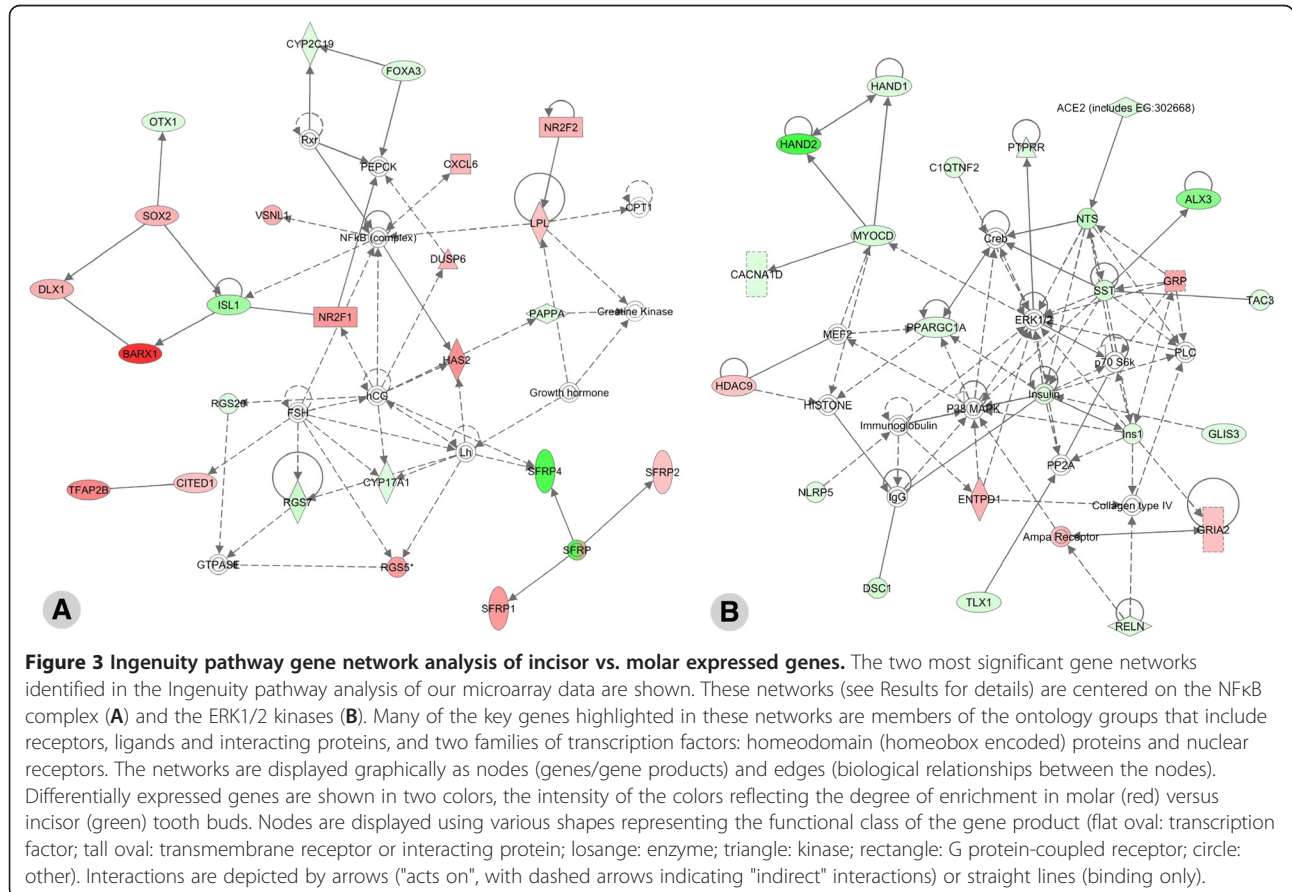 CYP2C19
FOXA3
OTX1
Rxr
NR2F2
PEPCK
CXCL6
SOX2
VSNL1
LPL
CPT1
NFκB (complex)
DUSP6
DLX1
ISL1
NR2F1
PAPPA
Creatine Kinase
BARX1
HAS2
Growth hormone
RGS20
FSH
hCG
Lh
TFAP2B
CITED1
RGS7
CYP17A1
SFRP4
SFRP2
GTPASE
RGS5*
SFRP
SFRP1
A
HAND1
ACE2 (includes EG:302668)
HAND2
PTPRR
C1QTNF2
ALX3
NTS
MYOCD
Creb
CACNA1D
SST
GRP
TAC3
ERK1/2
MEF2
PPARGC1A
p70 S6k
PLC
HDAC9
HISTONE
P38 MAPK
Insulin
Immunoglobulin
Ins1
GLIS3
PP2A
NLRP5
IgG
ENTPD1
Collagen type IV
Ampa Receptor
GRIA2
DSC1
TLX1
RELN
B
Figure 3 Ingenuity pathway gene network analysis of incisor vs. molar expressed genes. The two most significant gene networks
identified in the Ingenuity pathway analysis of our microarray data are shown. These networks (see Results for details) are centered on the NFκB
complex (A) and the ERK1/2 kinases (B). Many of the key genes highlighted in these networks are members of the ontology groups that include
receptors, ligands and interacting proteins, and two families of transcription factors: homeodomain (homeobox encoded) proteins and nuclear
receptors. The networks are displayed graphically as nodes (genes/gene products) and edges (biological relationships between the nodes).
Differentially expressed genes are shown in two colors, the intensity of the colors reflecting the degree of enrichment in molar (red) versus
incisor (green) tooth buds. Nodes are displayed using various shapes representing the functional class of the gene product (flat oval: transcription
factor; tall oval: transmembrane receptor or interacting protein; losange: enzyme; triangle: kinase; rectangle: G protein-coupled receptor; circle:
other). Interactions are depicted by arrows ("acts on", with dashed arrows indicating "indirect" interactions) or straight lines (binding only).